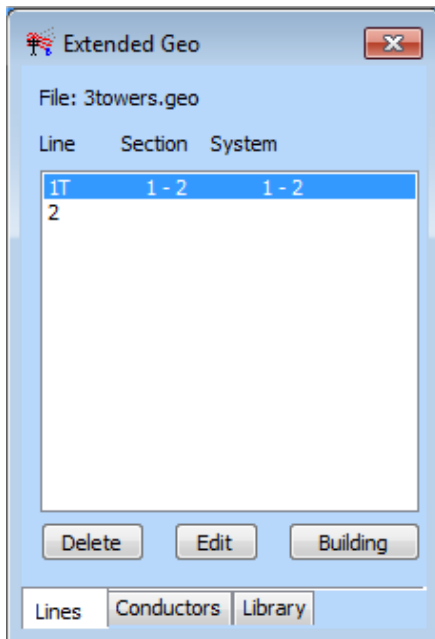 Extended Geo
File: 3towers.geo
Line Section System
1T 1 - 2 1 - 2
2
Delete Edit Building
Lines Conductors Library